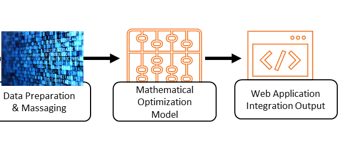 Data Preparation
& Massaging
Mathematical
Optimization
Model
Web Application
Integration Output